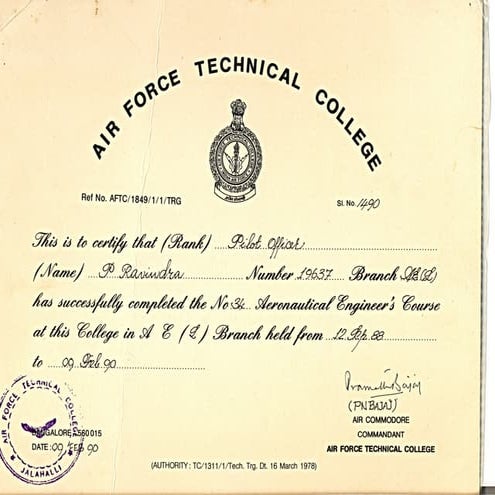 AIR FORCE TECHNICAL COLLEGE
Ref No. AFTC/1849/1/1/TRG
Sl. No. 1490
This is to certify that (Rank) Pilot Officer
(Name) P Ravindra Number 19637 Branch AE(L)
has successfully completed the No 34 Aeronautical Engineer's Course
at this College in A E (L) Branch held from 12 Sep 88
to 09 Feb 90
(PN BAJAJ)
AIR COMMODORE
COMMANDANT
AIR FORCE TECHNICAL COLLEGE
AIR FORCE TECHNICAL COLLEGE
JALAHALLI
BANGALORE 560 015
DATE: 09 FEB 90
(AUTHORITY: TC/1311/1/Tech. Trg. Dt. 16 March 1978)